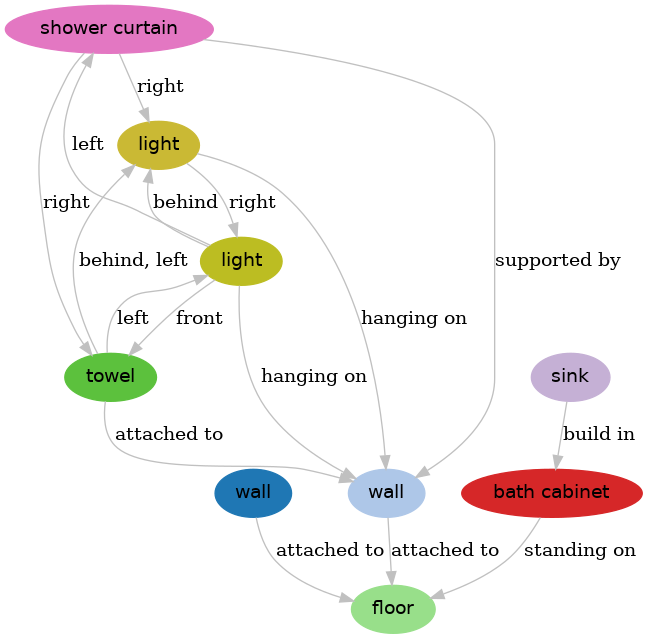 shower curtain
right
light
left
right
behind
right
behind, left
light
supported by
left
front
hanging on
towel
hanging on
sink
attached to
build in
wall
wall
bath cabinet
attached to
attached to
standing on
floor